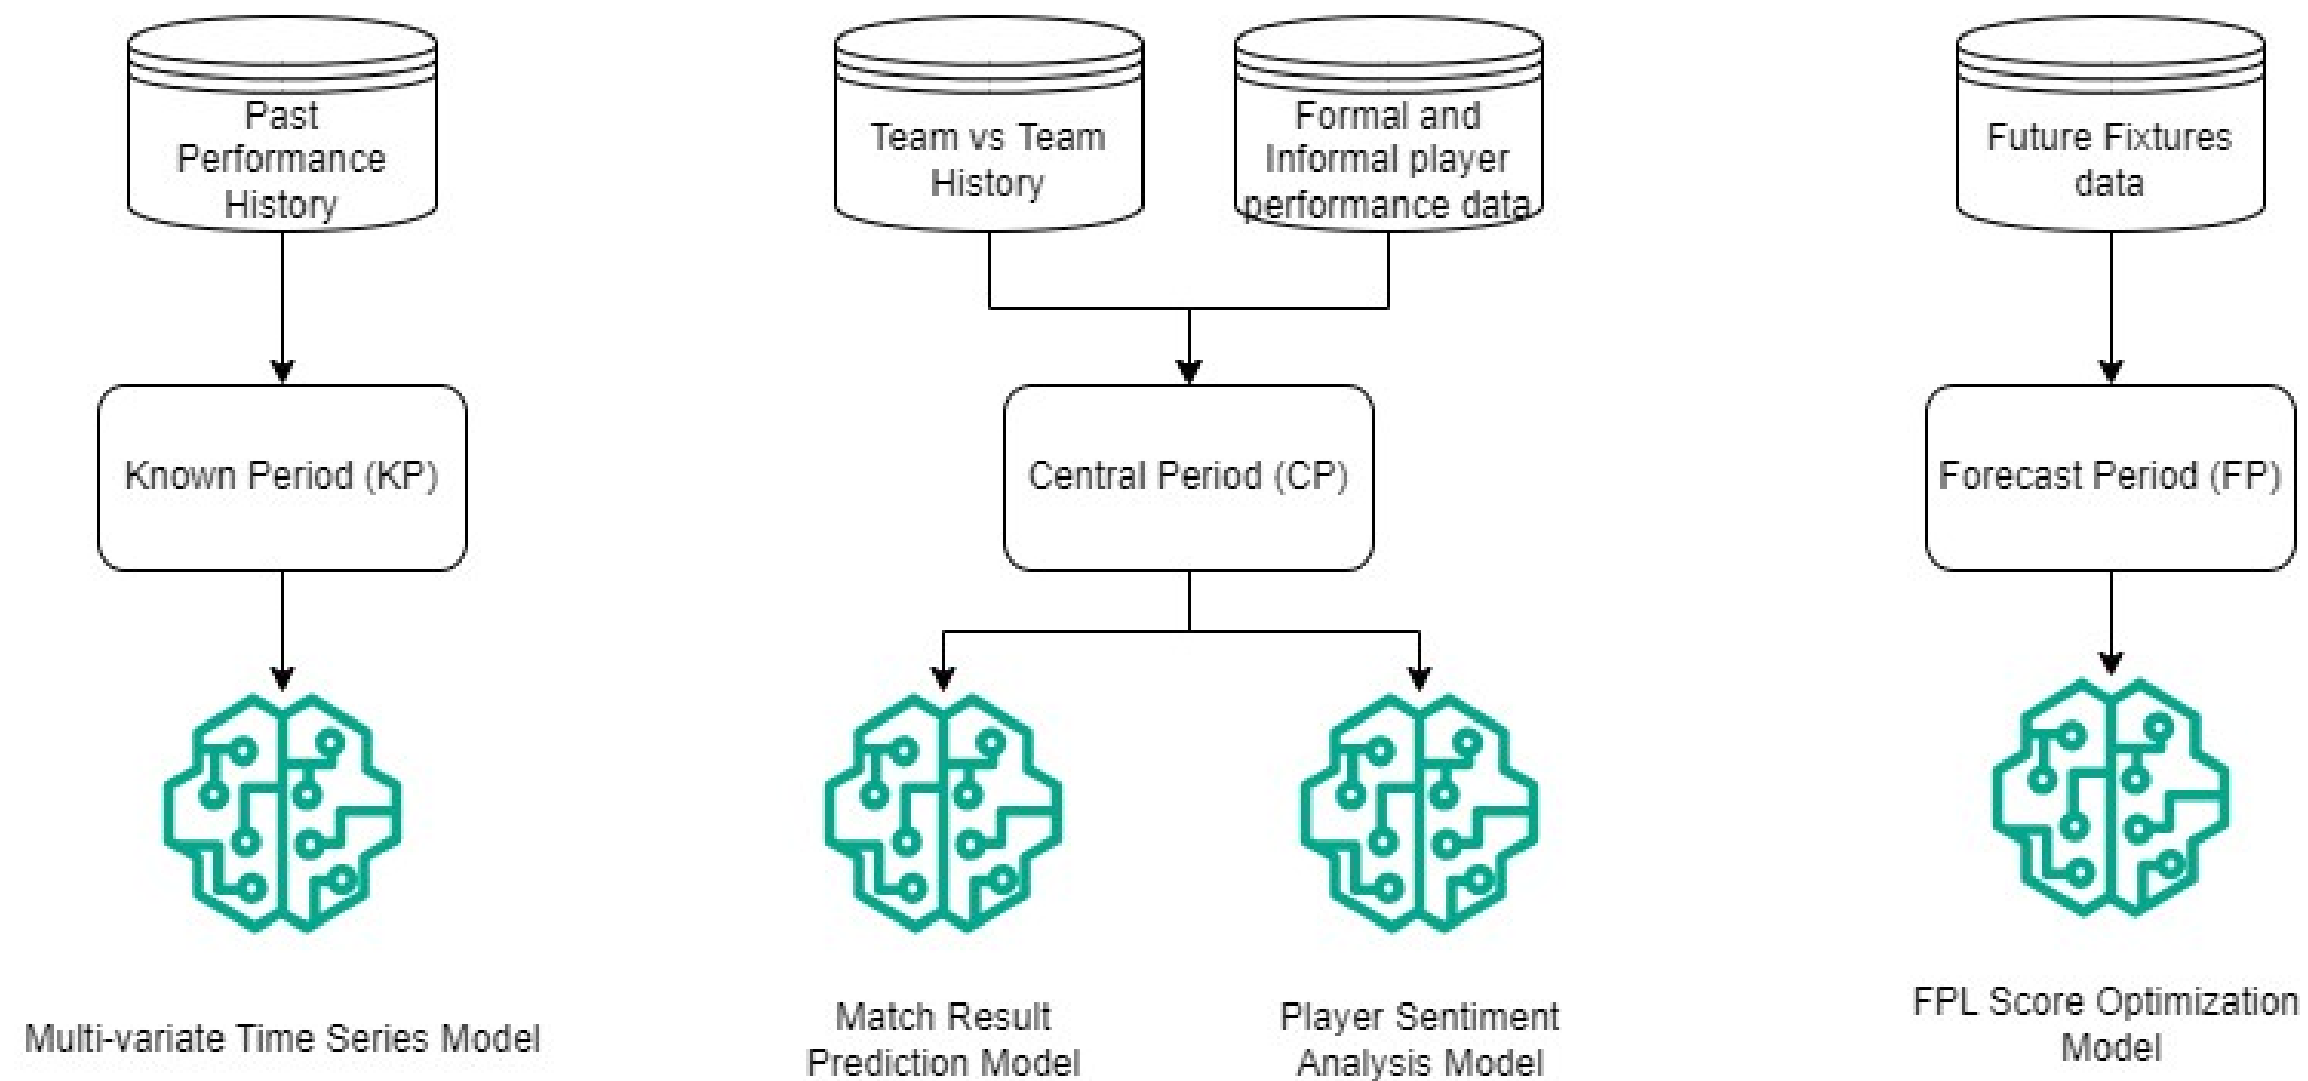 Past
Performance
History
Team vs Team
History
Formal and
Informal player
performance data
Future Fixtures
data
Known Period (KP)
Central Period (CP)
Forecast Period (FP)
Multi-variate Time Series Model
Match Result
Prediction Model
Player Sentiment
Analysis Model
FPL Score Optimization
Model